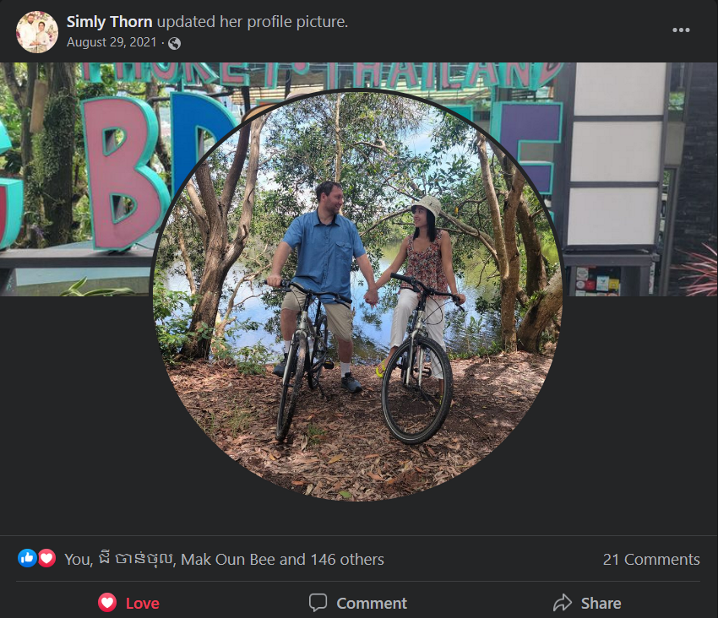 Simly Thorn updated her profile picture.
August 29, 2021 ·
PHUKET · THAILAND
You, ជី ចាន់ថុល, Mak Oun Bee and 146 others
21 Comments
Love
Comment
Share